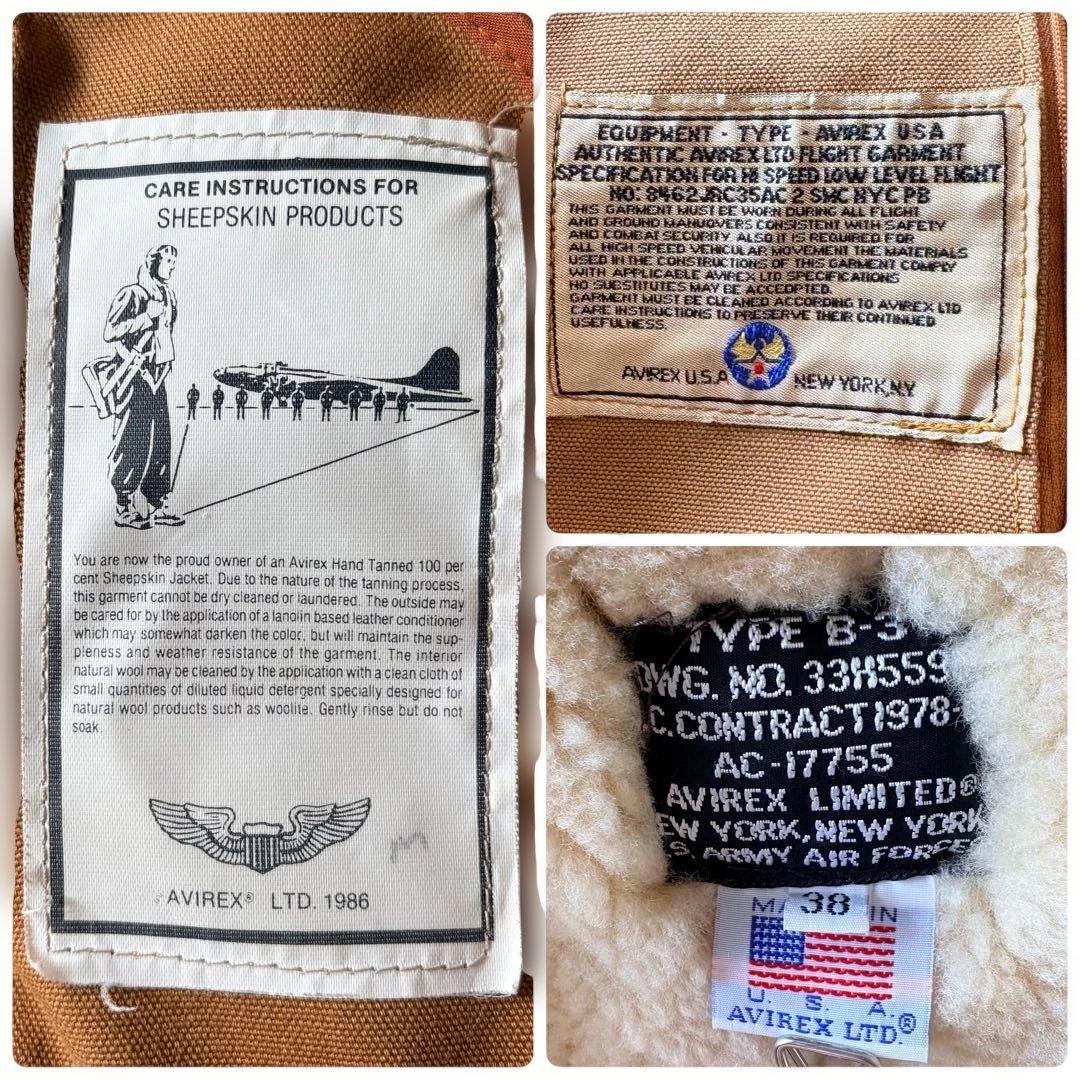 CARE INSTRUCTIONS FOR
SHEEPSKIN PRODUCTS
You are now the proud owner of an Avirex Hand Tanned 100 per
cent Sheepskin Jacket. Due to the nature of the tanning process,
this garment cannot be dry cleaned or laundered. The outside may
be cared for by the application of a lanolin based leather conditioner
which may somewhat darken the color, but will maintain the sup-
pleness and weather resistance of the garment. The interior
natural wool may be cleaned by the application with a clean cloth of
small quantities of diluted liquid detergent specially designed for
natural wool products such as woolite. Gently rinse but do not
soak.
AVIREX® LTD. 1986
EQUIPMENT - TYPE - AVIREX U.S.A
AUTHENTIC AVIREX LTD FLIGHT GARMENT
SPECIFICATION FOR HI SPEED LOW LEVEL FLIGHT
NO. 8462JRC35AC 2 SMC NYC PB
THIS GARMENT MUST BE WORN DURING ALL FLIGHT
AND GROUND MANUOVERS CONSISTENT WITH SAFETY
AND COMBAT SECURITY. ALSO IT IS REQUIRED FOR
ALL HIGH SPEED VEHICULAR MOVEMENT THE MATERIALS
USED IN THE CONSTRUCTIONS OF THIS GARMENT COMPLY
WITH APPLICABLE AVIREX LTD SPECIFICATIONS
NO SUBSTITUTES MAY BE ACCEOPTED.
GARMENT MUST BE CLEANED ACCORDING TO AVIREX LTD
CARE INSTRUCTIONS TO PRESERVE THEIR CONTINUED
USEFULNESS.
AVIREX U.S.A NEW YORK,NY
TYPE B-3
DWG. NO. 33H559
.C.CONTRACT 1978-
AC-17755
AVIREX LIMITED®
EW YORK, NEW YORK
S. ARMY AIR FORCE
38
MA IN
U. S. A.
AVIREX LTD.®